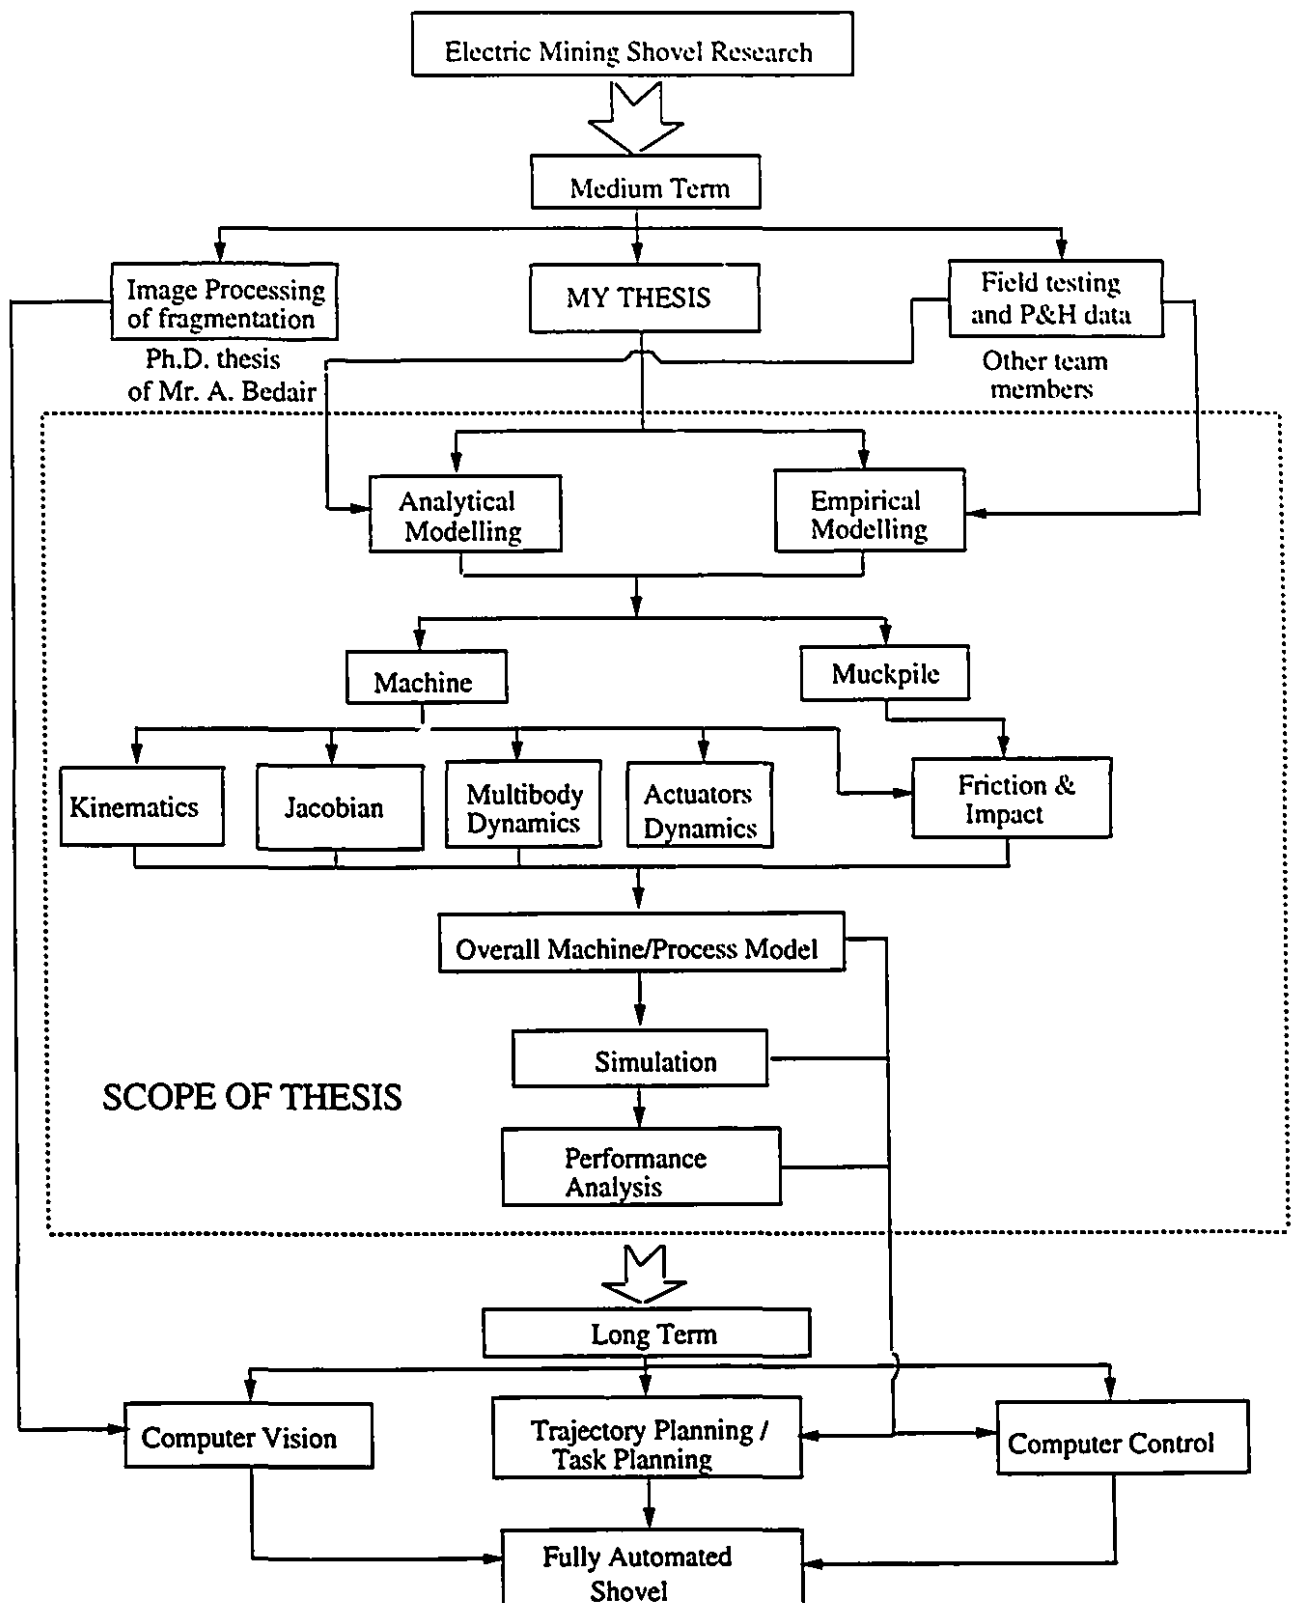 Electric Mining Shovel Research
Medium Term
Image Processing
of fragmentation
MY THESIS
Field testing
and P&H data
Ph.D. thesis
of Mr. A. Bedair
Other team
members
Analytical
Modelling
Empirical
Modelling
Machine
Muckpile
Kinematics
Jacobian
Multibody
Dynamics
Actuators
Dynamics
Friction &
Impact
Overall Machine/Process Model
Simulation
SCOPE OF THESIS
Performance
Analysis
Long Term
Computer Vision
Trajectory Planning /
Task Planning
Computer Control
Fully Automated
Shovel